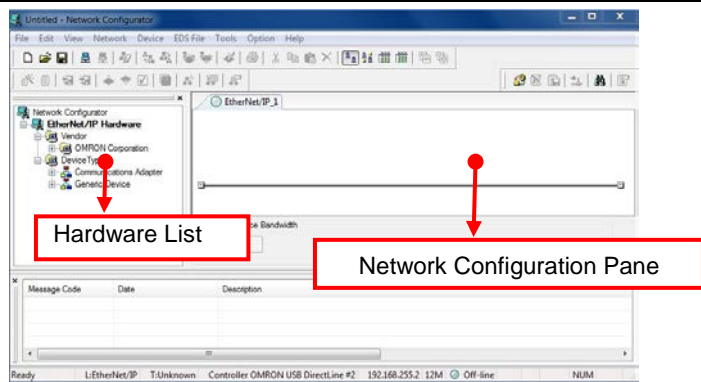 Untitled - Network Configurator
File Edit View Network Device EDS File Tools Option Help
EtherNet/IP_1
Network Configurator
EtherNet/IP Hardware
Vendor
OMRON Corporation
DeviceType
Communications Adapter
Generic Device
Hardware List
Bandwidth
Network Configuration Pane
Message Code Date Description
Ready L:EtherNet/IP T:Unknown Controller OMRON USB DirectLine #2 192.168.255.2 12M Off-line NUM